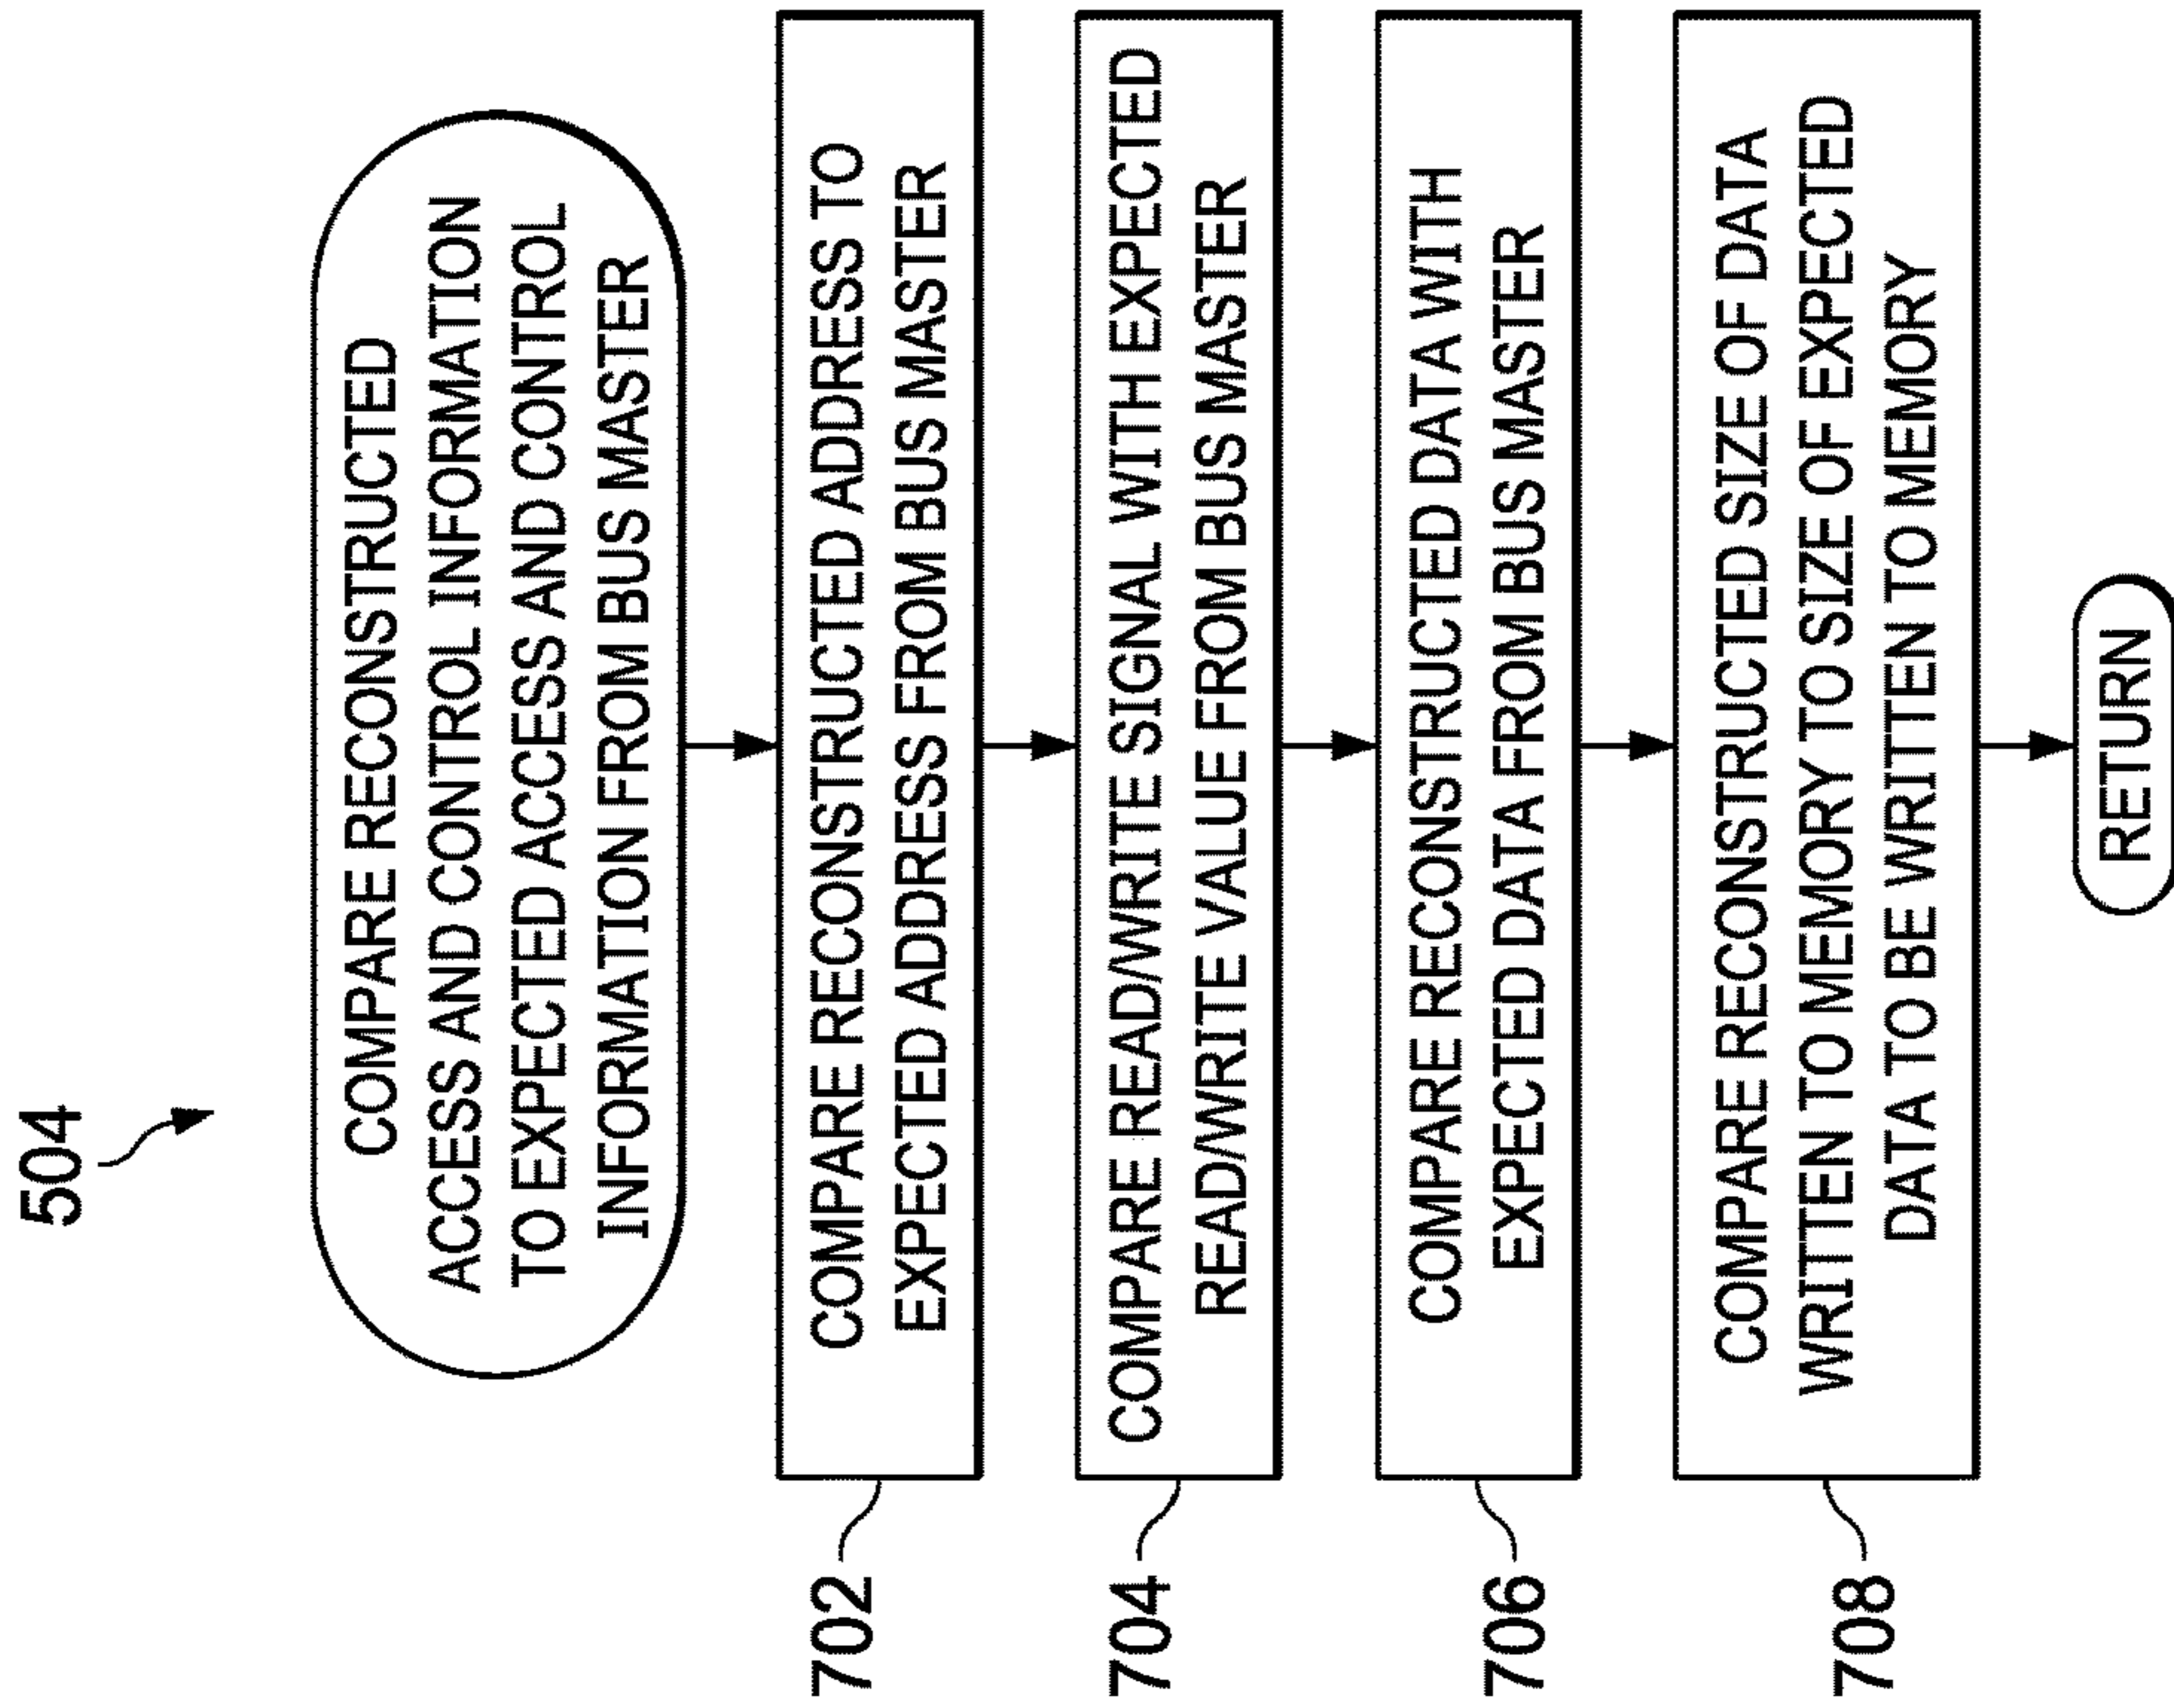 504
COMPARE RECONSTRUCTED
ACCESS AND CONTROL INFORMATION
TO EXPECTED ACCESS AND CONTROL
INFORMATION FROM BUS MASTER
702
COMPARE RECONSTRUCTED ADDRESS TO
EXPECTED ADDRESS FROM BUS MASTER
704
COMPARE READ/WRITE SIGNAL WITH EXPECTED
READ/WRITE VALUE FROM BUS MASTER
706
COMPARE RECONSTRUCTED DATA WITH
EXPECTED DATA FROM BUS MASTER
708
COMPARE RECONSTRUCTED SIZE OF DATA
WRITTEN TO MEMORY TO SIZE OF EXPECTED
DATA TO BE WRITTEN TO MEMORY
RETURN